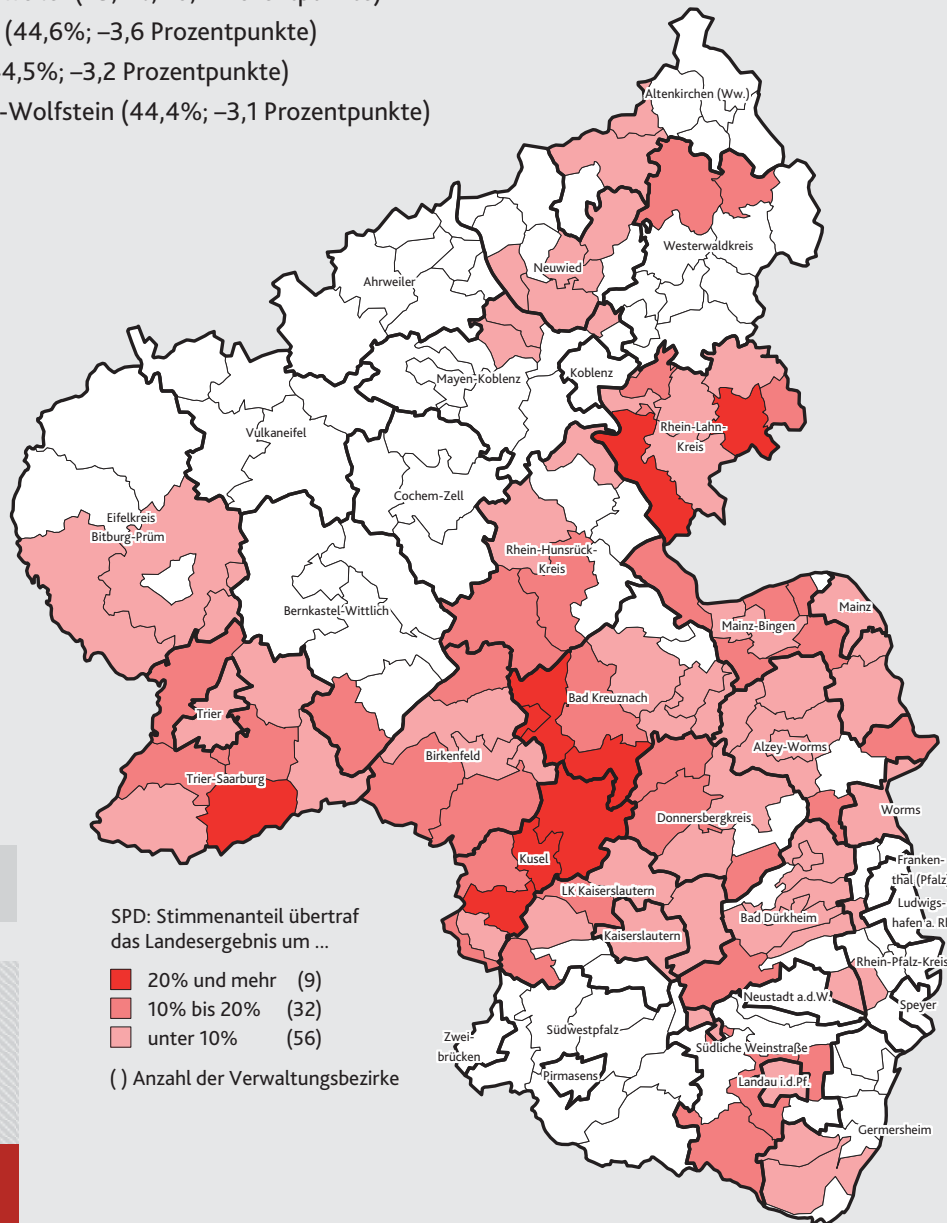 (44,6%; –3,6 Prozentpunkte)
4,5%; –3,2 Prozentpunkte)
-Wolfstein (44,4%; –3,1 Prozentpunkte)
Altenkirchen (Ww.)
Westerwaldkreis
Neuwied
Ahrweiler
Mayen-Koblenz
Koblenz
Rhein-Lahn-
Kreis
Vulkaneifel
Cochem-Zell
Eifelkreis
Bitburg-Prüm
Rhein-Hunsrück-
Kreis
Bernkastel-Wittlich
Mainz
Mainz-Bingen
Bad Kreuznach
Trier
Alzey-Worms
Birkenfeld
Trier-Saarburg
Worms
Donnersbergkreis
Kusel
Franken-
thal (Pfalz)
LK Kaiserslautern
Ludwigs-
hafen a. Rh
Bad Dürkheim
Kaiserslautern
Rhein-Pfalz-Kreis
Neustadt a.d.W.
Speyer
Zwei-
brücken
Südwestpfalz
Südliche Weinstraße
Pirmasens
Landau i.d.Pf.
Germersheim
SPD: Stimmenanteil übertraf
das Landesergebnis um ...
20% und mehr (9)
10% bis 20% (32)
unter 10% (56)
( ) Anzahl der Verwaltungsbezirke